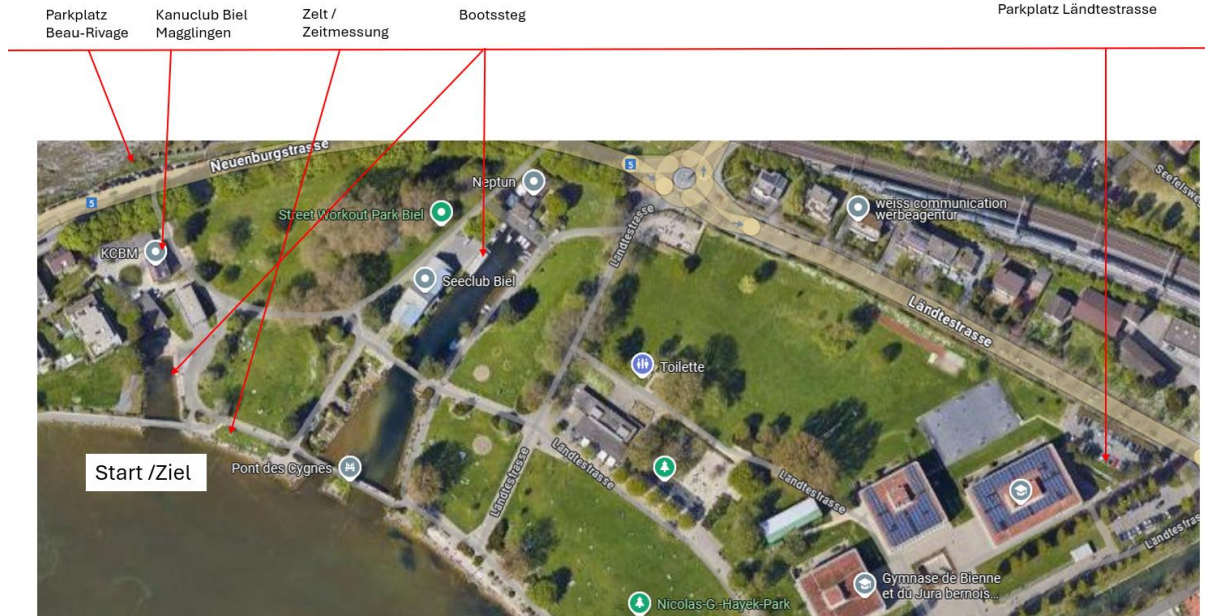 Parkplatz
Beau-Rivage
Kanuclub Biel
Magglingen
Zelt /
Zeitmessung
Bootssteg
Parkplatz Ländtestrasse
Neuenburgstrasse
5
5
Neptun
Street Workout Park Biel
weiss communication
werbeagentur
Seefelsweg
KCBM
Seeclub Biel
Ländtestrasse
Ländtestrasse
Toilette
Start /Ziel
Pont des Cygnes
Ländtestrasse
Ländtestrasse
Ländtestrasse
Gymnase de Bienne
et du Jura bernois...
Nicolas-G.-Hayek-Park